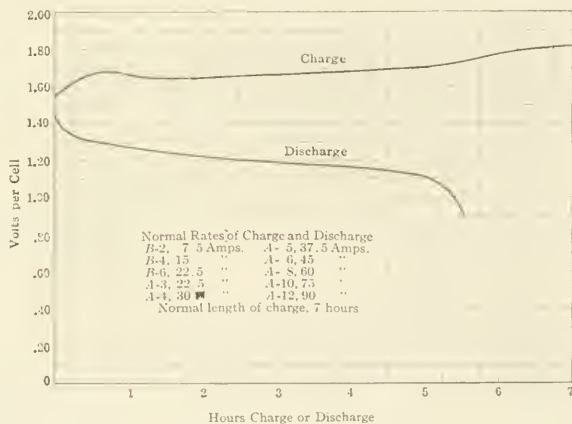 2.00
1.80
1.60
1.40
1.20
1.00
.80
.60
.40
.20
0
Volts per Cell
Charge
Discharge
Normal Rates of Charge and Discharge
B-2, 7 5 Amps. A- 5, 37.5 Amps.
B-4, 15 " A- 6, 45 "
B-6, 22.5 " A- 8, 60 "
A-3, 22 5 " A-10, 75 "
A-4, 30 " A-12, 90 "
Normal length of charge, 7 hours
1 2 3 4 5 6 7
Hours Charge or Discharge